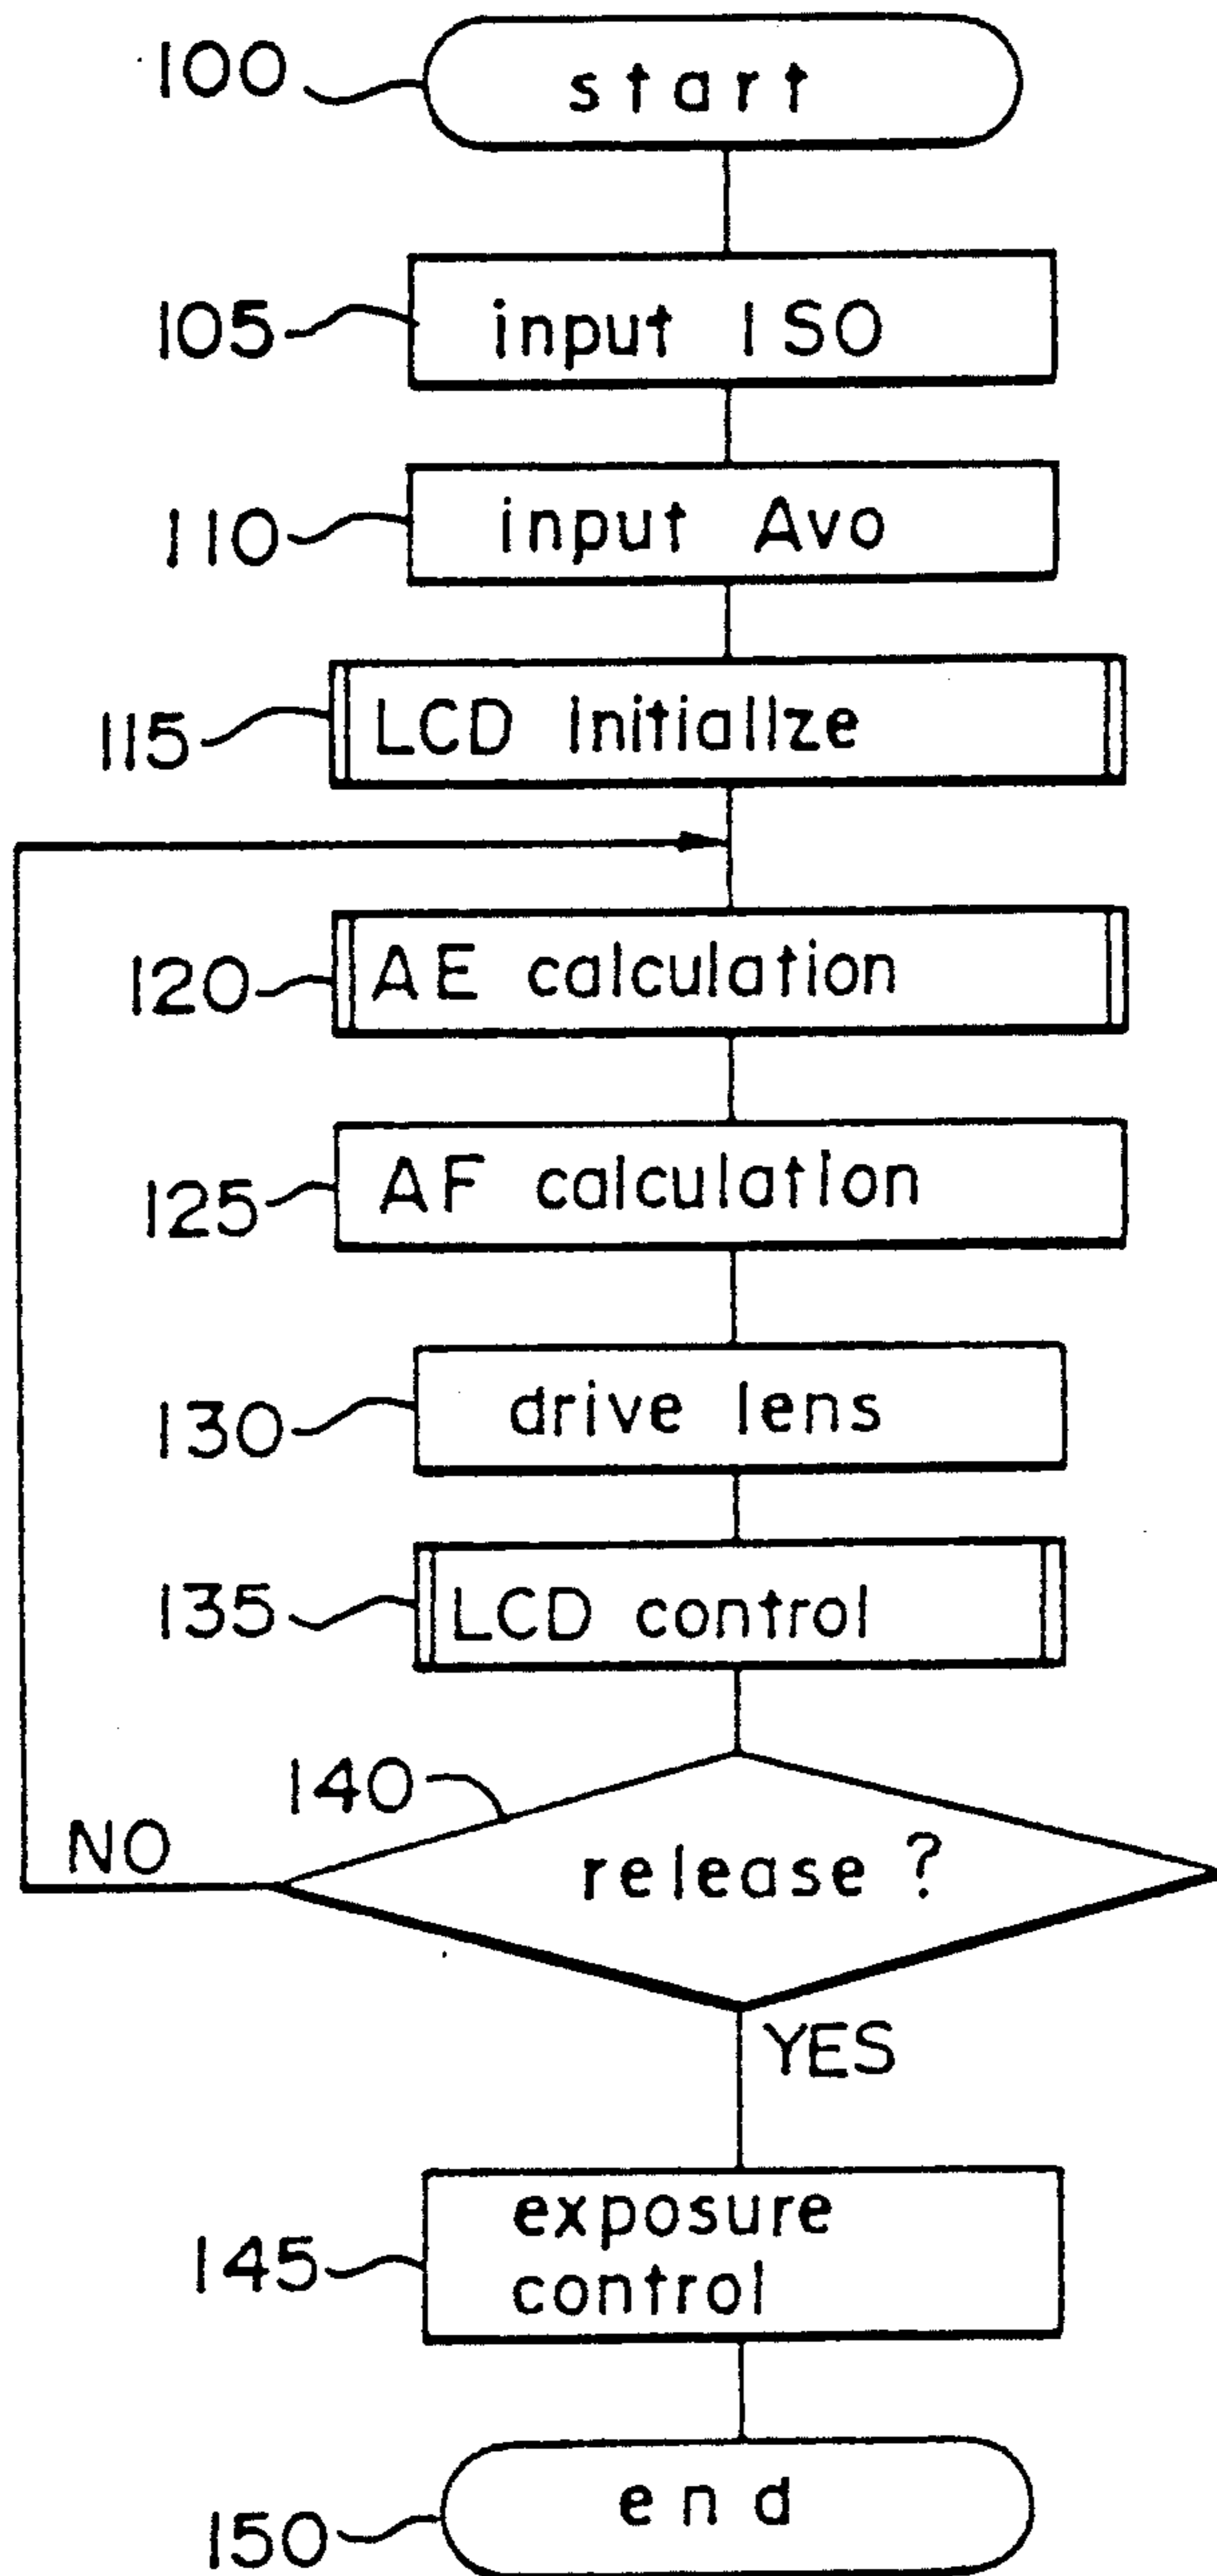 100 start
105 input ISO
110 input Avo
115 LCD Initialize
120 AE calculation
125 AF calculation
130 drive lens
135 LCD control
140
NO release ?
YES
145 exposure
control
150 end